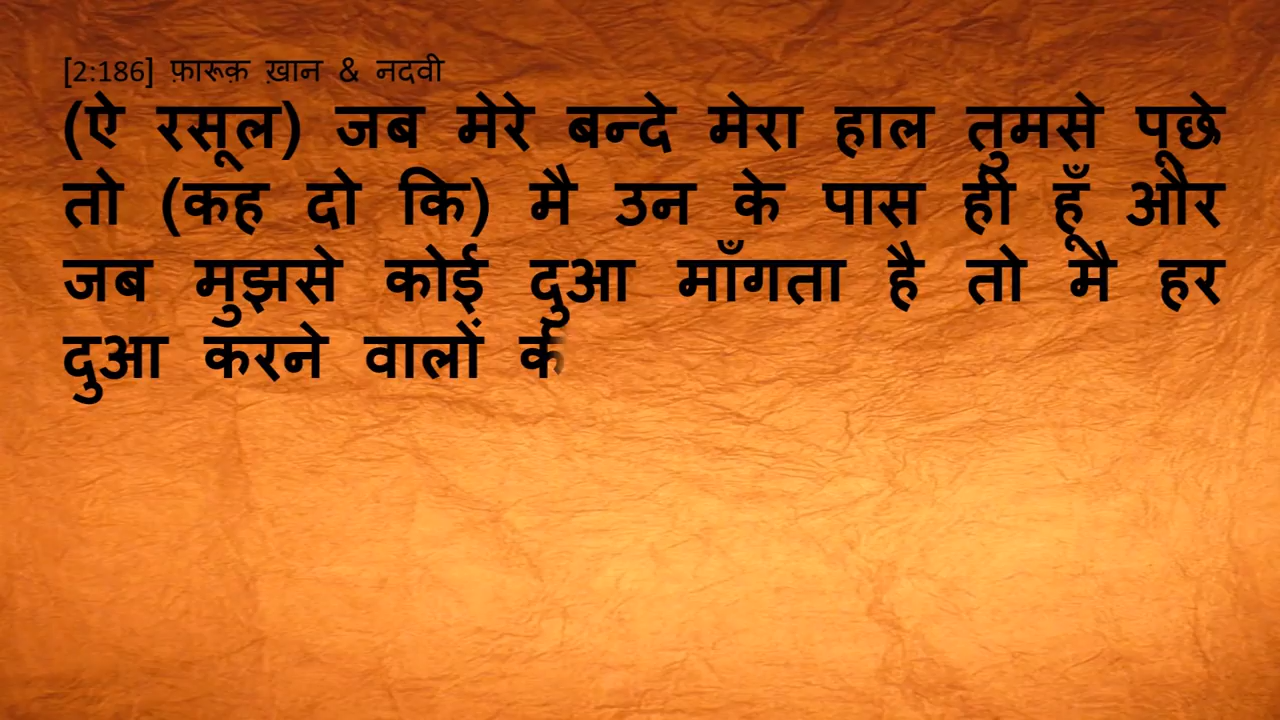 [2:186] फ़ारूक़ ख़ान & नदवी
(ऐ रसूल) जब मेरे बन्दे मेरा हाल तुमसे पूछे
तो (कह दो कि) मै उन के पास ही हूँ और
जब मुझसे कोई दुआ माँगता है तो मै हर
दुआ करने वालों